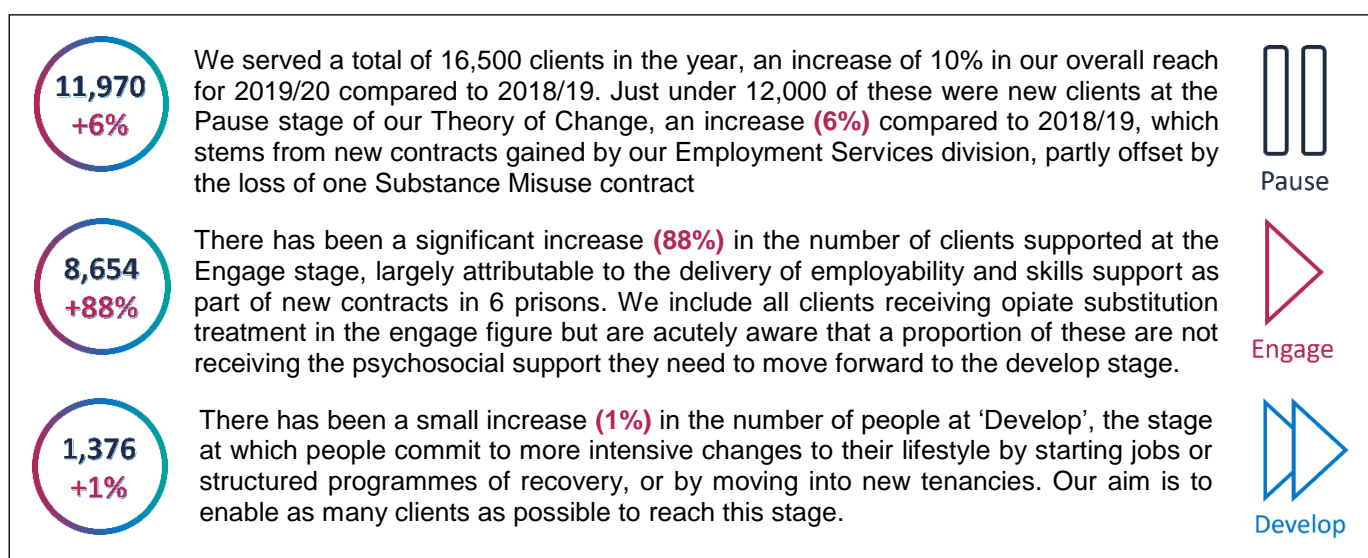 11,970
+6%
We served a total of 16,500 clients in the year, an increase of 10% in our overall reach
for 2019/20 compared to 2018/19. Just under 12,000 of these were new clients at the
Pause stage of our Theory of Change, an increase (6%) compared to 2018/19, which
stems from new contracts gained by our Employment Services division, partly offset by
the loss of one Substance Misuse contract
Pause
8,654
+88%
There has been a significant increase (88%) in the number of clients supported at the
Engage stage, largely attributable to the delivery of employability and skills support as
part of new contracts in 6 prisons. We include all clients receiving opiate substitution
treatment in the engage figure but are acutely aware that a proportion of these are not
receiving the psychosocial support they need to move forward to the develop stage.
Engage
1,376
+1%
There has been a small increase (1%) in the number of people at ‘Develop’, the stage
at which people commit to more intensive changes to their lifestyle by starting jobs or
structured programmes of recovery, or by moving into new tenancies. Our aim is to
enable as many clients as possible to reach this stage.
Develop